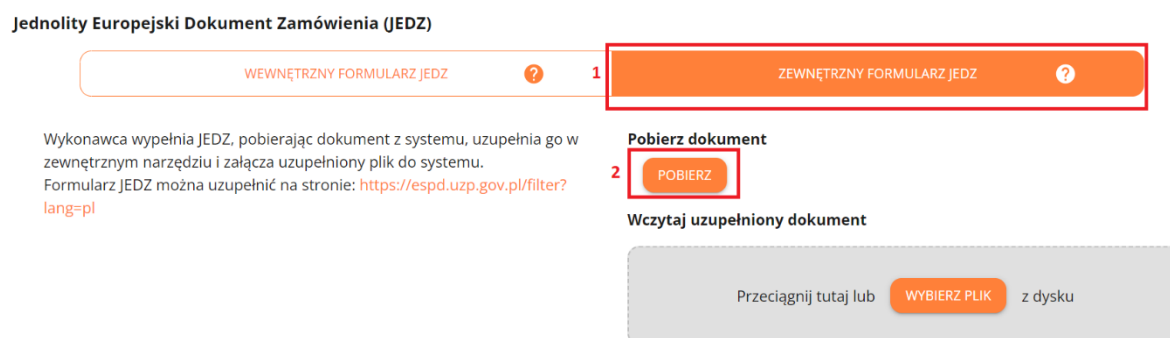 Jednolity Europejski Dokument Zamówienia (JEDZ)
WEWNĘTRZNY FORMULARZ JEDZ ?
1
ZEWNĘTRZNY FORMULARZ JEDZ ?
Wykonawca wypełnia JEDZ, pobierając dokument z systemu, uzupełnia go w
zewnętrznym narzędziu i załącza uzupełniony plik do systemu.
Formularz JEDZ można uzupełnić na stronie: https://espd.uzp.gov.pl/filter?
lang=pl
Pobierz dokument
2
POBIERZ
Wczytaj uzupełniony dokument
Przeciągnij tutaj lub WYBIERZ PLIK z dysku